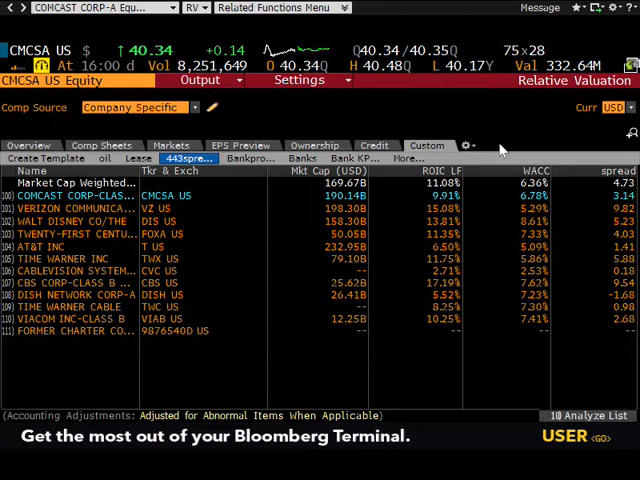 COMCAST CORP-A Equ... RV Related Functions Menu Message
CMCSA US $ 40.34 +0.14 Q40.34/40.35Q 75x28
At 16:00 d Vol 8,251,649 O 40.34Q H 40.48Q L 40.17Y Val 332.64M
CMCSA US Equity Output Settings Relative Valuation
Comp Source Company Specific Curr USD
Overview Comp Sheets Markets EPS Preview Ownership Credit Custom
Create Template oil Lease 443spre... Bankpro... Banks Bank KP... More...
Name Tkr & Exch Mkt Cap (USD) ROIC LF WACC spread
Market Cap Weighted... 169.67B 11.08% 6.36% 4.73
100) COMCAST CORP-CLAS... CMCSA US 190.14B 9.91% 6.78% 3.14
101) VERIZON COMMUNICA... VZ US 198.30B 15.08% 5.29% 9.82
102) WALT DISNEY CO/THE DIS US 158.30B 13.81% 8.61% 5.23
103) TWENTY-FIRST CENTU... FOXA US 50.05B 11.35% 7.33% 4.03
104) AT&T INC T US 232.95B 6.50% 5.09% 1.41
105) TIME WARNER INC TWX US 79.10B 11.75% 5.86% 5.88
106) CABLEVISION SYSTEM... CVC US -- 2.71% 2.53% 0.18
107) CBS CORP-CLASS B CBS US 25.62B 17.19% 7.62% 9.54
108) DISH NETWORK CORP-A DISH US 26.41B 5.52% 7.23% -1.68
109) TIME WARNER CABLE TWC US -- 8.25% 7.30% 0.98
110) VIACOM INC-CLASS B VIAB US 12.25B 10.25% 7.41% 2.68
111) FORMER CHARTER CO... 9876540D US -- -- -- --
(Accounting Adjustments: Adjusted for Abnormal Items When Applicable) 10) Analyze List
Get the most out of your Bloomberg Terminal. USER <GO>